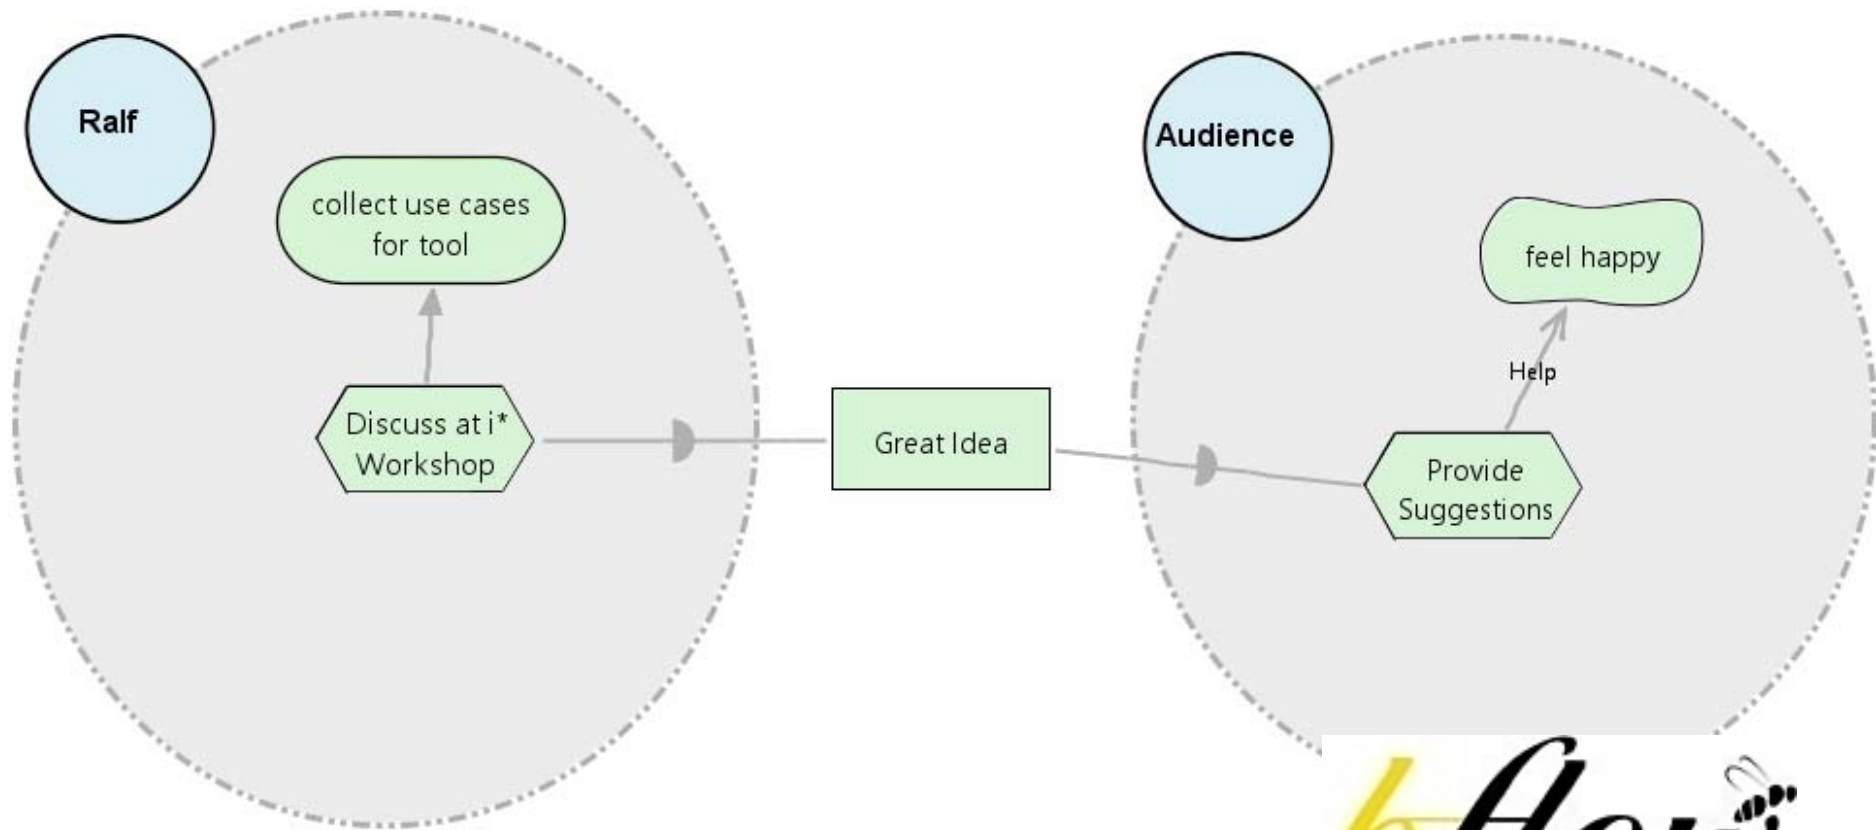 Ralf
collect use cases
for tool
Discuss at i*
Workshop
Great Idea
Audience
feel happy
Help
Provide
Suggestions